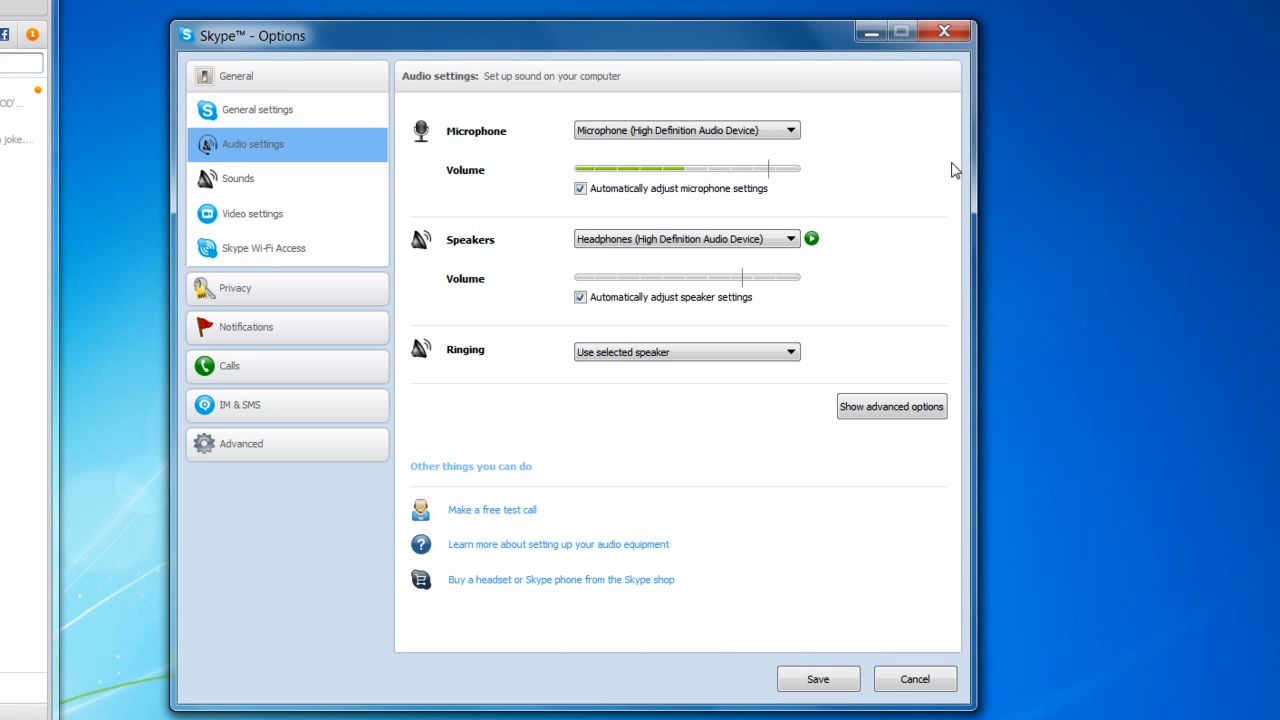 Skype™ - Options
1
OD'...
joke....
General
General settings
Audio settings
Sounds
Video settings
Skype Wi-Fi Access
Privacy
Notifications
Calls
IM & SMS
Advanced
Audio settings: Set up sound on your computer
Microphone
Microphone (High Definition Audio Device)
Volume
Automatically adjust microphone settings
Speakers
Headphones (High Definition Audio Device)
Volume
Automatically adjust speaker settings
Ringing
Use selected speaker
Show advanced options
Other things you can do
Make a free test call
Learn more about setting up your audio equipment
Buy a headset or Skype phone from the Skype shop
Save
Cancel